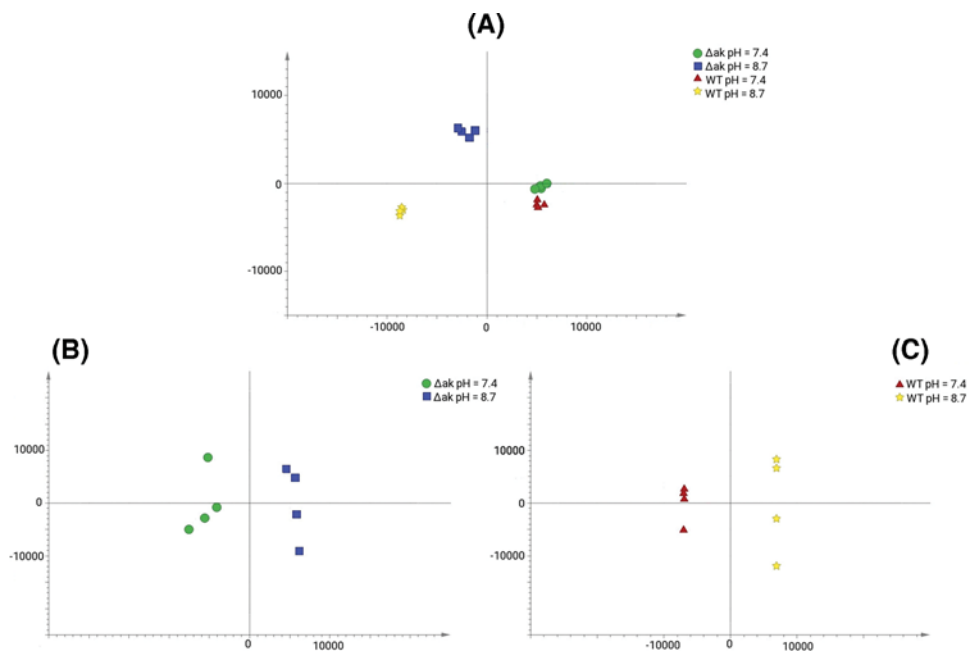 (A)
Δak pH = 7.4
Δak pH = 8.7
WT pH = 7.4
WT pH = 8.7
10000
0
-10000
-10000 0 10000
(B)
Δak pH = 7.4
Δak pH = 8.7
10000
0
-10000
0 10000
(C)
WT pH = 7.4
WT pH = 8.7
10000
0
-10000
-10000 0 10000